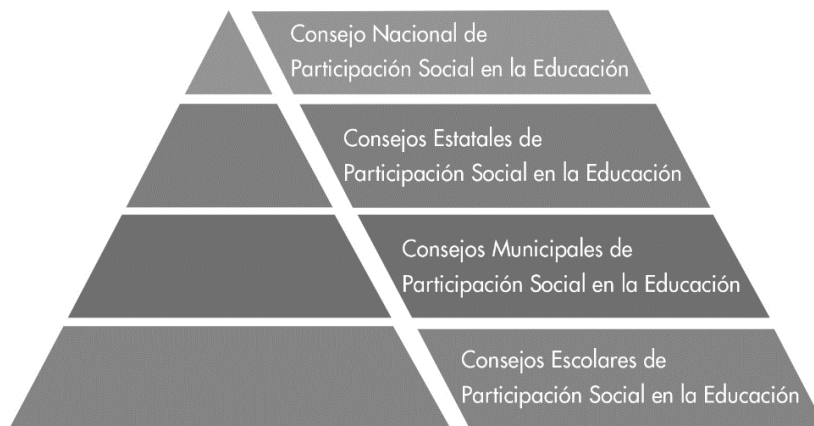 Consejo Nacional de
Participación Social en la Educación
Consejos Estatales de
Participación Social en la Educación
Consejos Municipales de
Participación Social en la Educación
Consejos Escolares de
Participación Social en la Educación